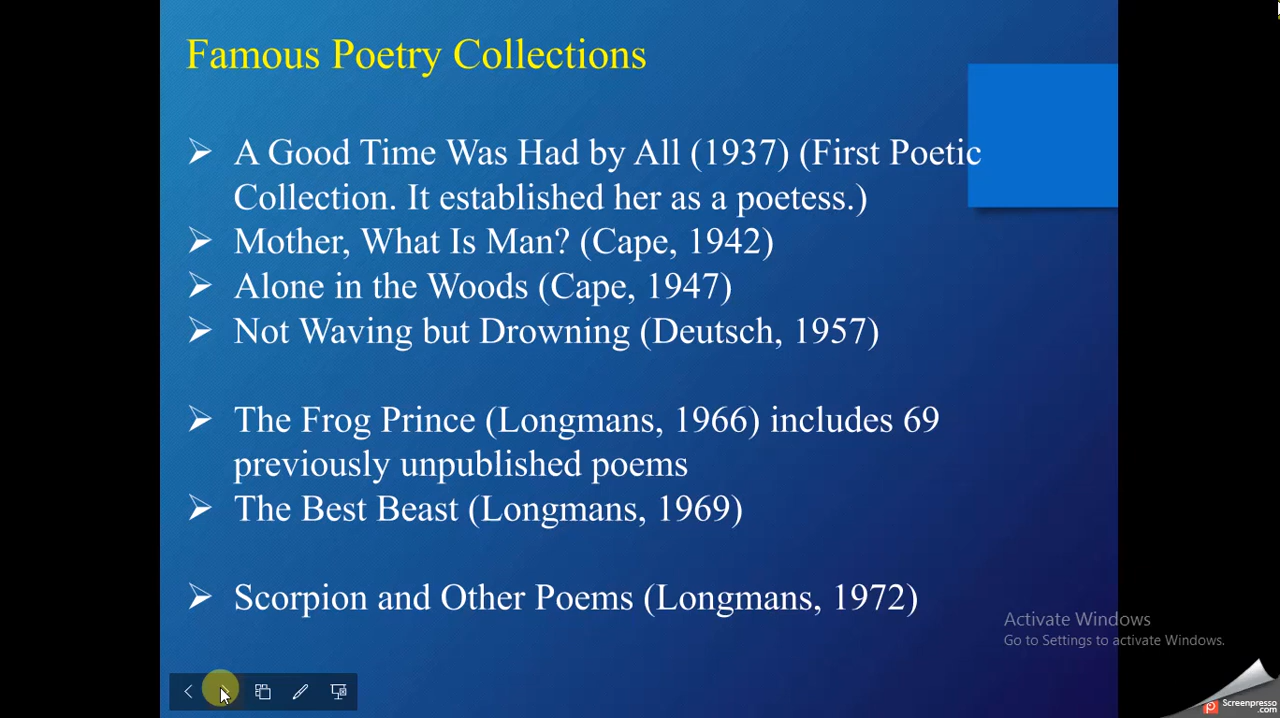 Famous Poetry Collections
A Good Time Was Had by All (1937) (First Poetic
Collection. It established her as a poetess.)
Mother, What Is Man? (Cape, 1942)
Alone in the Woods (Cape, 1947)
Not Waving but Drowning (Deutsch, 1957)
The Frog Prince (Longmans, 1966) includes 69
previously unpublished poems
The Best Beast (Longmans, 1969)
Scorpion and Other Poems (Longmans, 1972)
Activate Windows
Go to Settings to activate Windows.
Screenpresso
.com